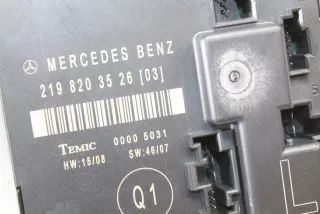 MERCEDES BENZ
219 820 35 26 [03]
TEMIC 0000 5031
HW:15/08 SW:46/07
Q1
L